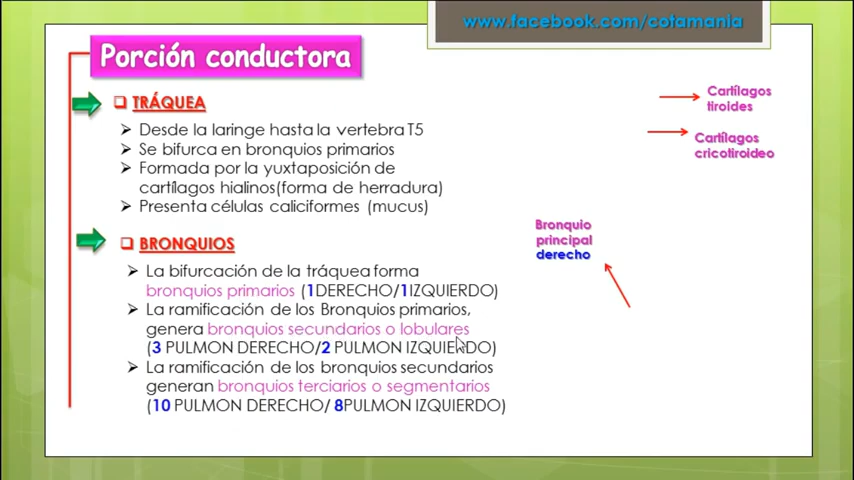 www.facebook.com/cotamania
Porción conductora
TRÁQUEA
Desde la laringe hasta la vertebra T5
Se bifurca en bronquios primarios
Formada por la yuxtaposición de
cartílagos hialinos(forma de herradura)
Presenta células caliciformes (mucus)
BRONQUIOS
La bifurcación de la tráquea forma
bronquios primarios (1DERECHO/1IZQUIERDO)
La ramificación de los Bronquios primarios,
genera bronquios secundarios o lobulares
(3 PULMON DERECHO/2 PULMON IZQUIERDO)
La ramificación de los bronquios secundarios
generan bronquios terciarios o segmentarios
(10 PULMON DERECHO/ 8PULMON IZQUIERDO)
Cartílagos
tiroides
Cartílagos
cricotiroideo
Bronquio
principal
derecho